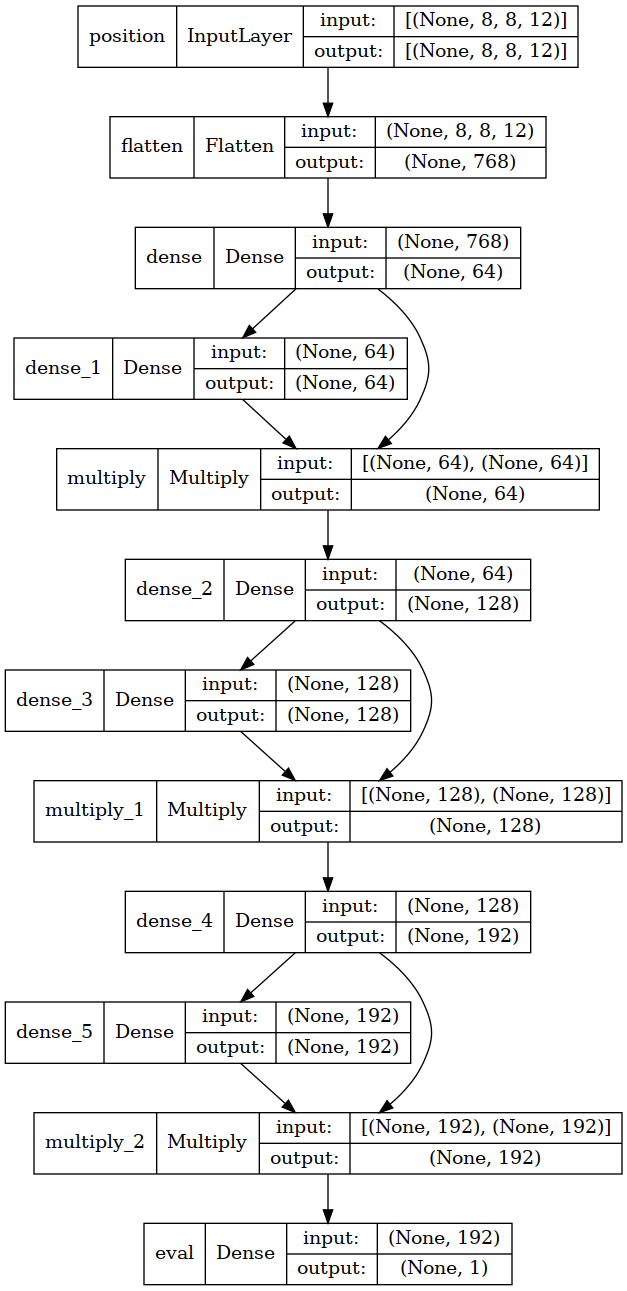 position InputLayer input: [(None, 8, 8, 12)]
output: [(None, 8, 8, 12)]
flatten Flatten input: (None, 8, 8, 12)
output: (None, 768)
dense Dense input: (None, 768)
output: (None, 64)
dense_1 Dense input: (None, 64)
output: (None, 64)
multiply Multiply input: [(None, 64), (None, 64)]
output: (None, 64)
dense_2 Dense input: (None, 64)
output: (None, 128)
dense_3 Dense input: (None, 128)
output: (None, 128)
multiply_1 Multiply input: [(None, 128), (None, 128)]
output: (None, 128)
dense_4 Dense input: (None, 128)
output: (None, 192)
dense_5 Dense input: (None, 192)
output: (None, 192)
multiply_2 Multiply input: [(None, 192), (None, 192)]
output: (None, 192)
eval Dense input: (None, 192)
output: (None, 1)